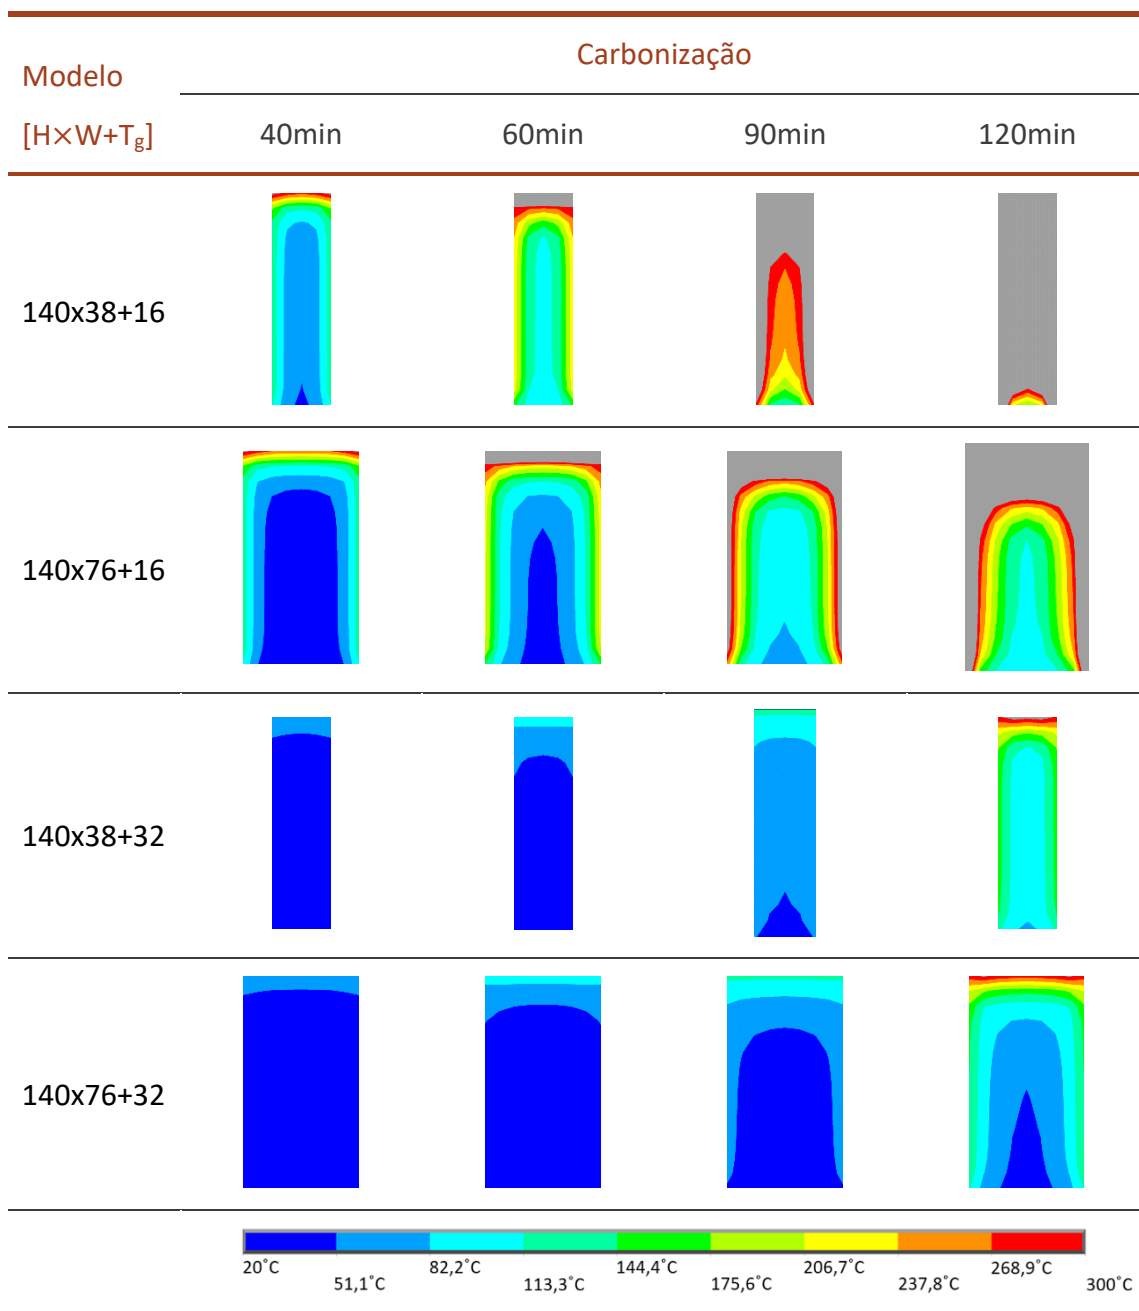 Carbonização
Modelo
[H×W+Tg]
40min
60min
90min
120min
140x38+16
140x76+16
140x38+32
140x76+32
20˚C
82,2˚C
144,4˚C
206,7˚C
268,9˚C
51,1˚C
113,3˚C
175,6˚C
237,8˚C
300˚C